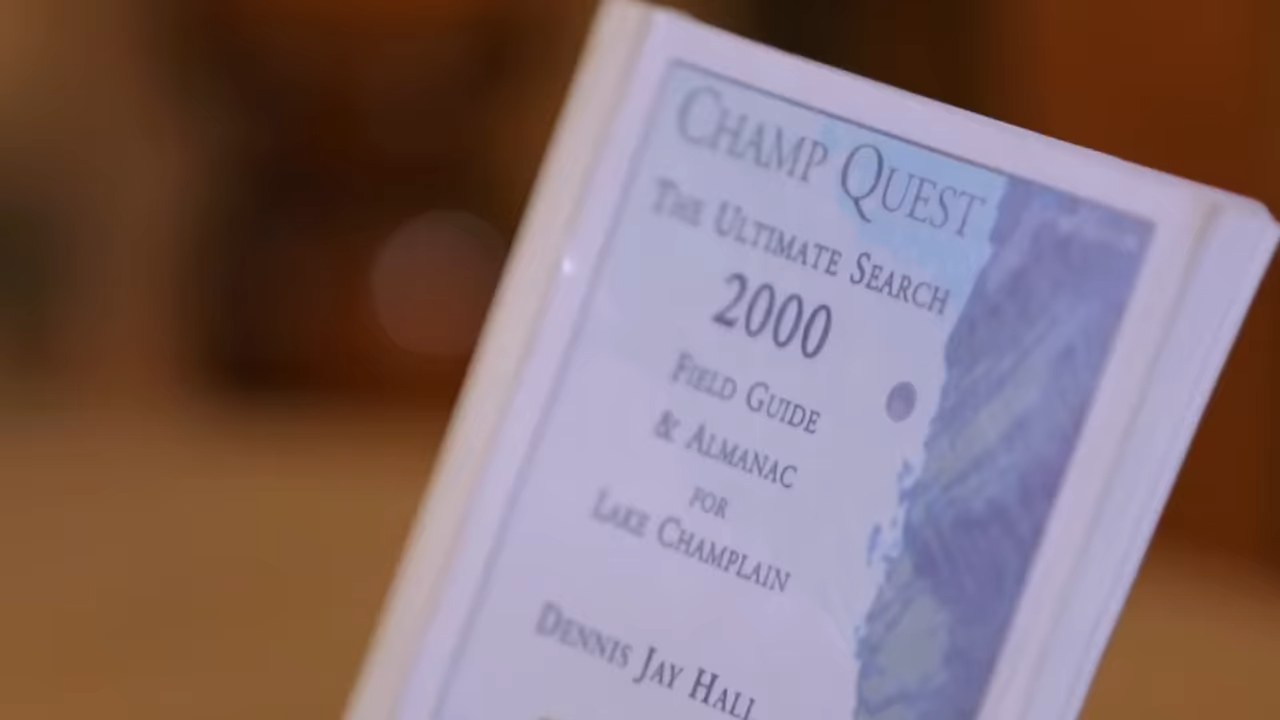 CHAMP QUEST
THE ULTIMATE SEARCH
2000
FIELD GUIDE
& ALMANAC
FOR
LAKE CHAMPLAIN
DENNIS JAY HALL